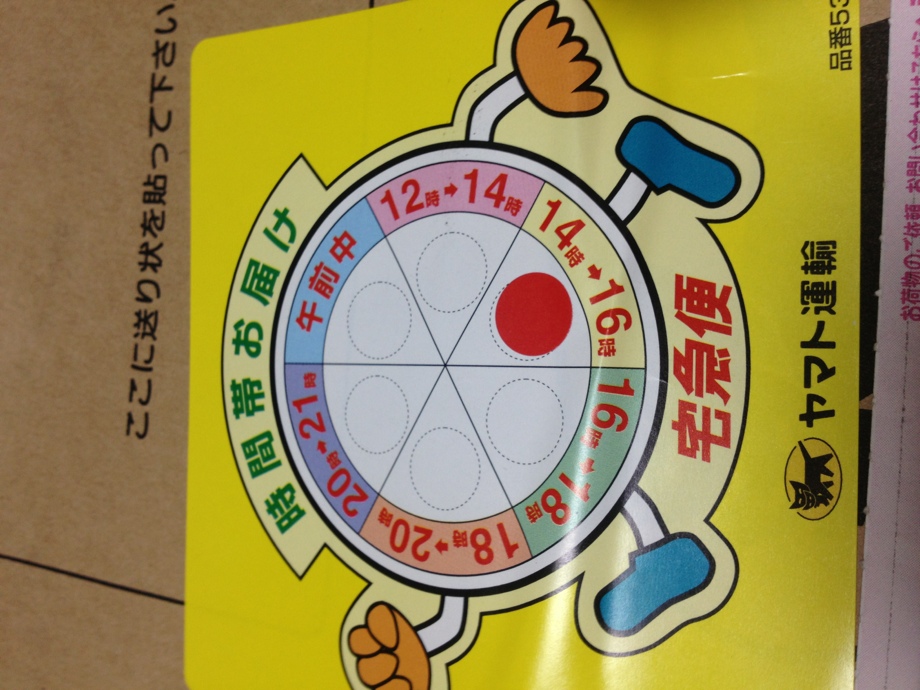 ここに送り状を貼って下さい
時間帯お届け
午前中
12時→14時
14時→16時
16時→18時
18時→20時
20時→21時
宅急便
ヤマト運輸
品番53